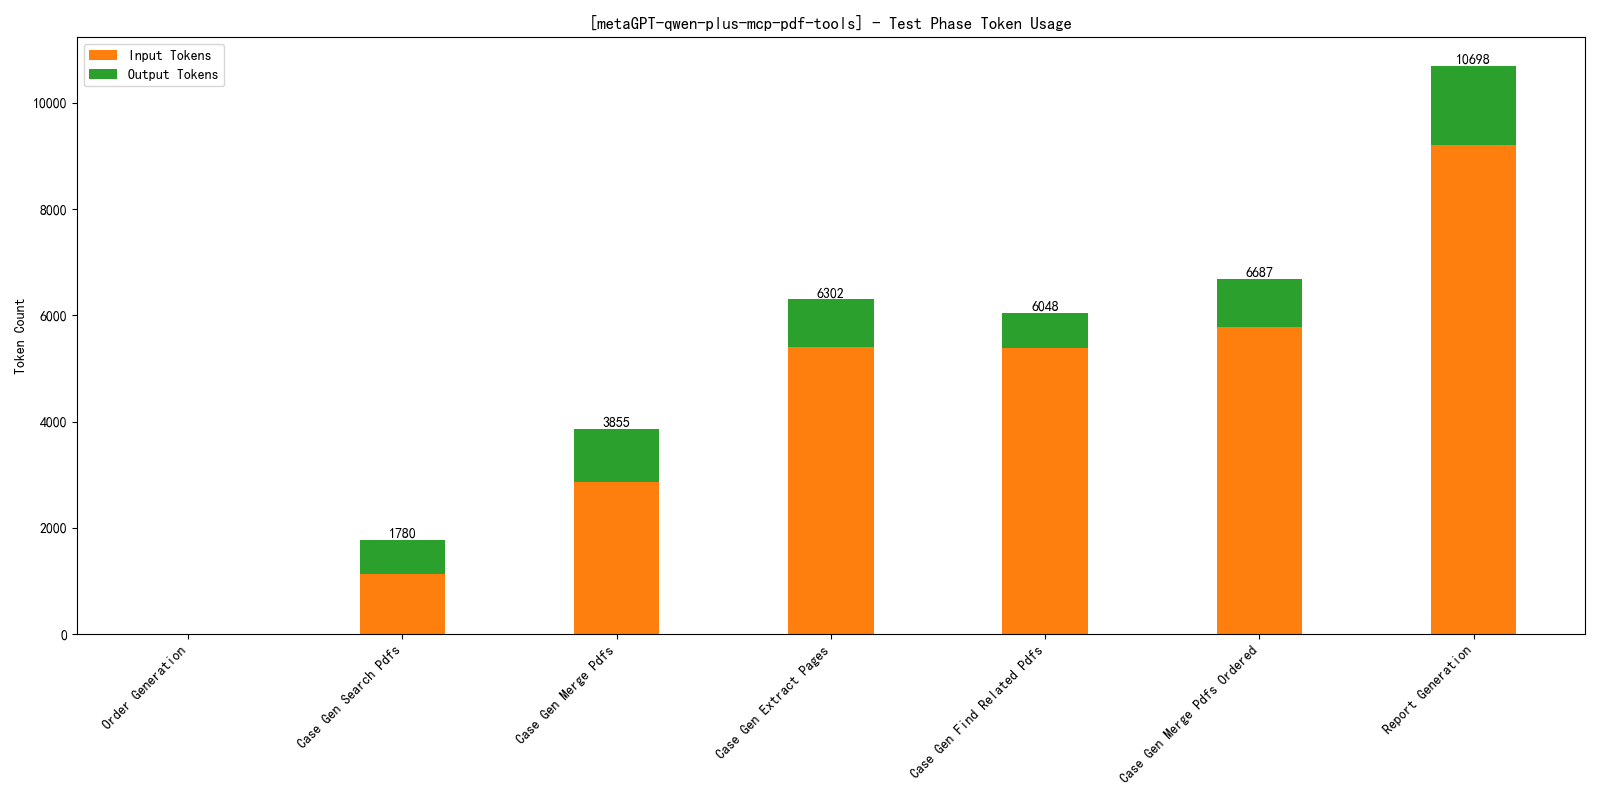 [metaGPT-qwen-plus-mcp-pdf-tools] - Test Phase Token Usage
Input Tokens
Output Tokens
Token Count
10000
8000
6000
4000
2000
0
1780
3855
6302
6048
6687
10698
Order Generation
Case Gen Search Pdfs
Case Gen Merge Pdfs
Case Gen Extract Pages
Case Gen Find Related Pdfs
Case Gen Merge Pdfs Ordered
Report Generation